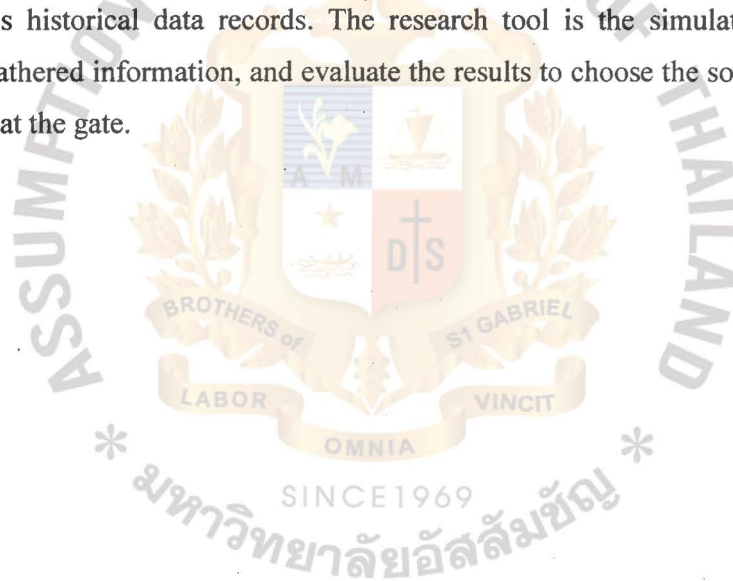 s historical data records. The research tool is the simulat
athered information, and evaluate the results to choose the so
at the gate.
ASSUMPTION
OF
THAILAND
A M
D S
BROTHERS of
ST GABRIEL
LABOR
VINCIT
OMNIA
* *
SINCE1969
มหาวิทยาลัยอัสสัมชัญ